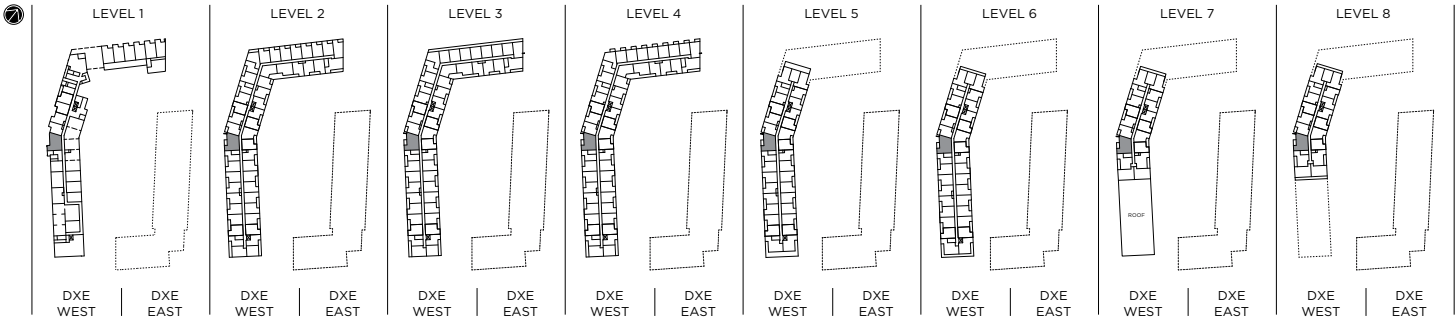 LEVEL 1
LEVEL 2
LEVEL 3
LEVEL 4
LEVEL 5
LEVEL 6
LEVEL 7
LEVEL 8
ROOF
DXE
WEST
DXE
EAST
DXE
WEST
DXE
EAST
DXE
WEST
DXE
EAST
DXE
WEST
DXE
EAST
DXE
WEST
DXE
EAST
DXE
WEST
DXE
EAST
DXE
WEST
DXE
EAST
DXE
WEST
DXE
EAST